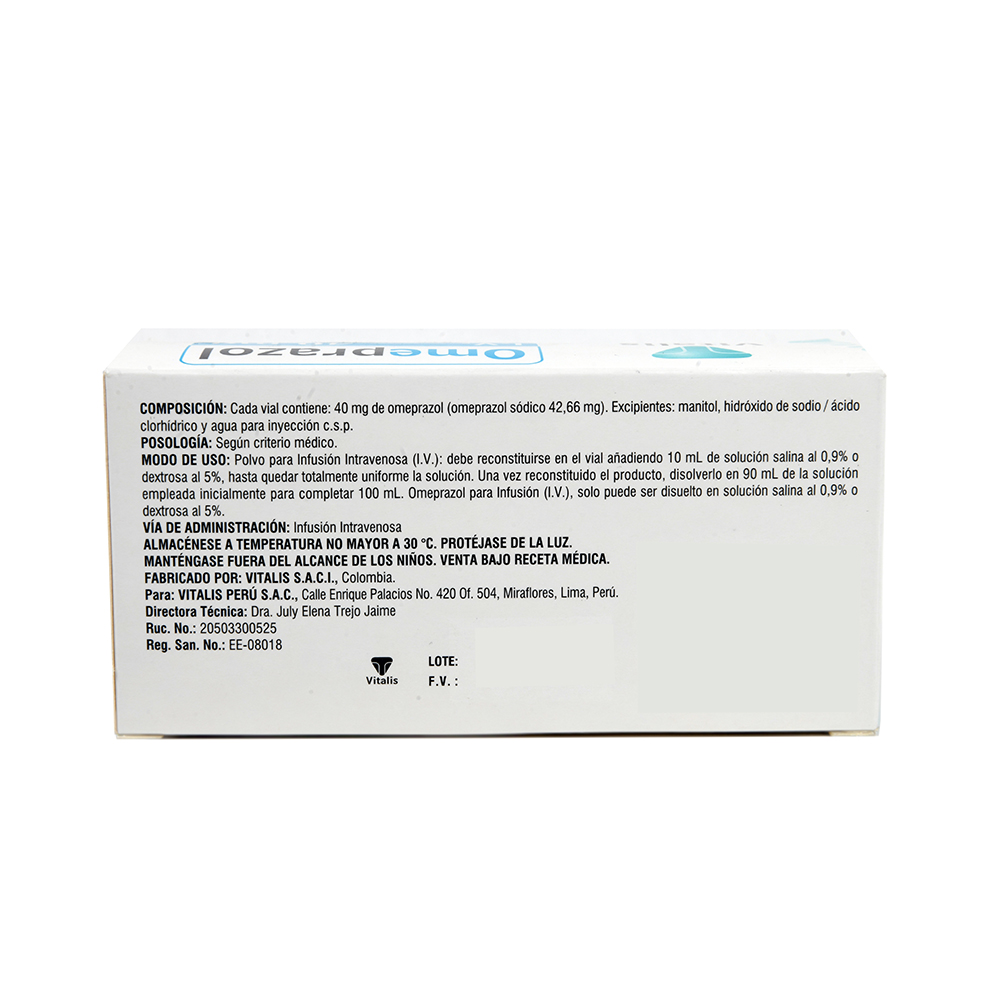 Omeprazol
Vitalis
COMPOSICIÓN: Cada vial contiene: 40 mg de omeprazol (omeprazol sódico 42,66 mg). Excipientes: manitol, hidróxido de sodio / ácido
clorhídrico y agua para inyección c.s.p.
POSOLOGÍA: Según criterio médico.
MODO DE USO: Polvo para Infusión Intravenosa (I.V.): debe reconstituirse en el vial añadiendo 10 mL de solución salina al 0,9% o
dextrosa al 5%, hasta quedar totalmente uniforme la solución. Una vez reconstituido el producto, disolverlo en 90 mL de la solución
empleada inicialmente para completar 100 mL. Omeprazol para Infusión (I.V.), solo puede ser disuelto en solución salina al 0,9% o
dextrosa al 5%.
VÍA DE ADMINISTRACIÓN: Infusión Intravenosa
ALMACÉNESE A TEMPERATURA NO MAYOR A 30 °C. PROTÉJASE DE LA LUZ.
MANTÉNGASE FUERA DEL ALCANCE DE LOS NIÑOS. VENTA BAJO RECETA MÉDICA.
FABRICADO POR: VITALIS S.A.C.I., Colombia.
Para: VITALIS PERÚ S.A.C., Calle Enrique Palacios No. 420 Of. 504, Miraflores, Lima, Perú.
Directora Técnica: Dra. July Elena Trejo Jaime
Ruc. No.: 20503300525
Reg. San. No.: EE-08018
Vitalis
LOTE:
F.V. :